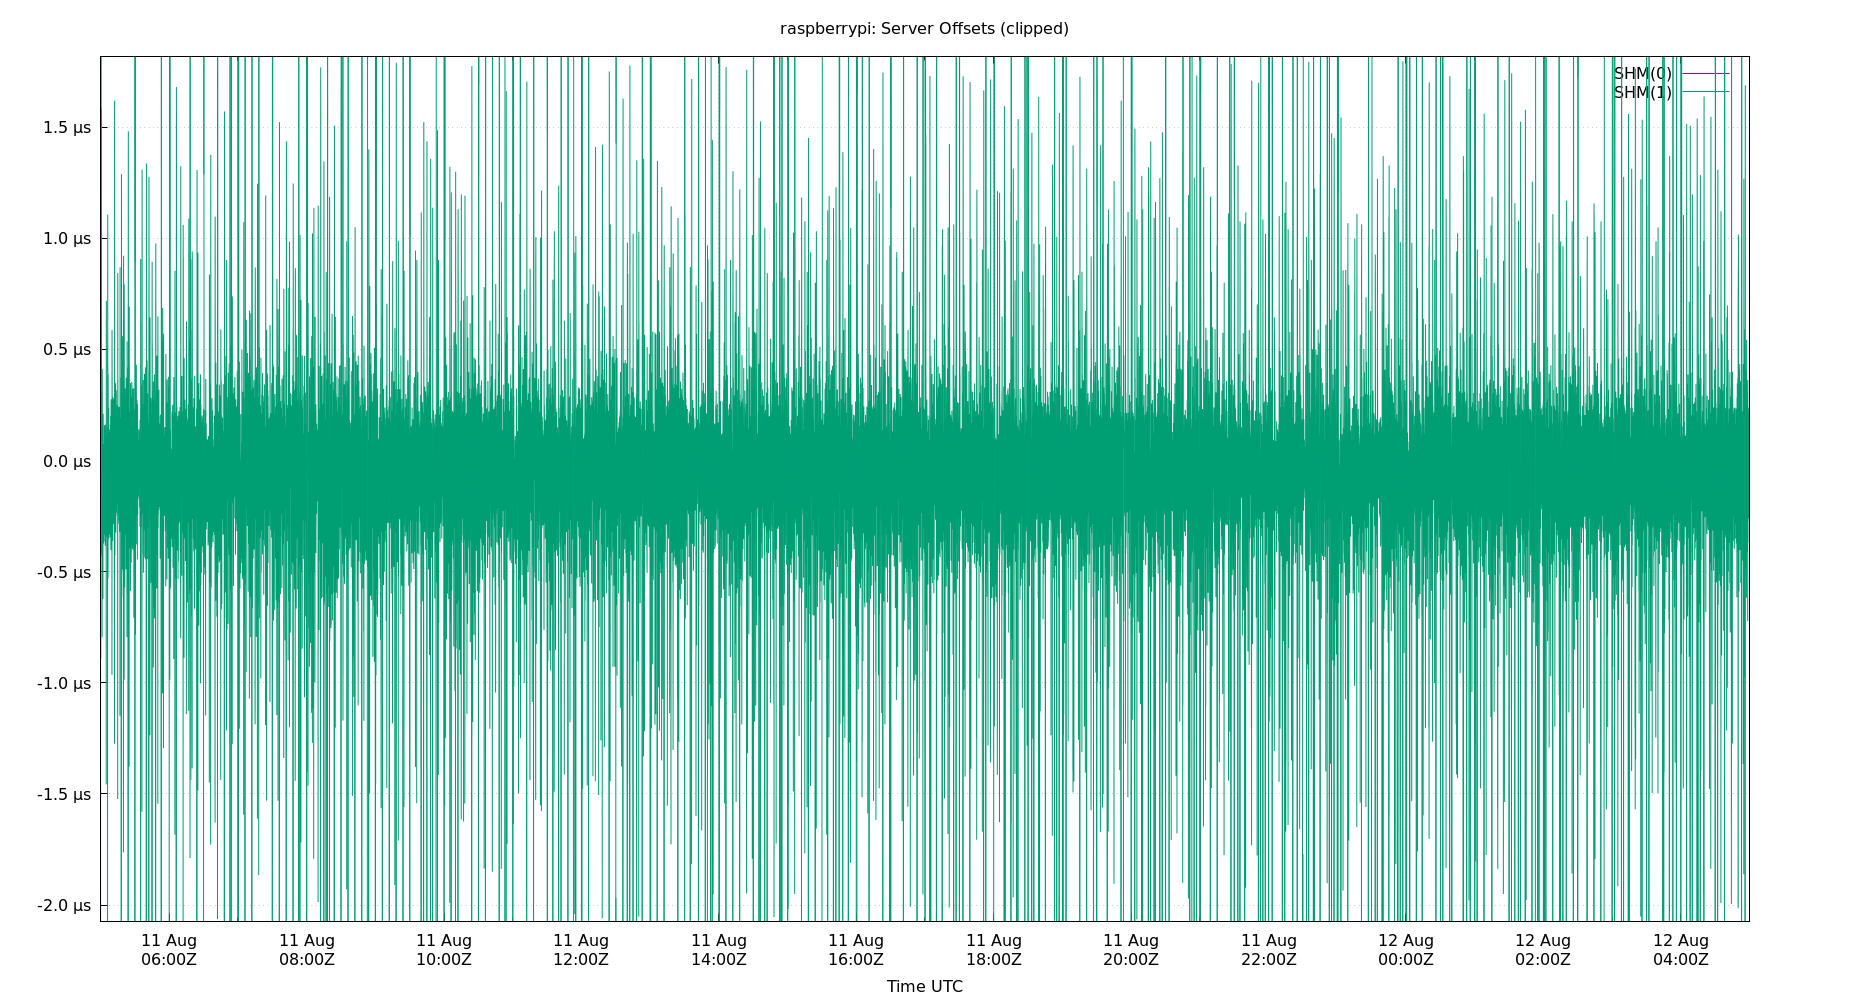 raspberrypi: Server Offsets (clipped)
SHM(0)
SHM(1)
1.5 µs
1.0 µs
0.5 µs
0.0 µs
-0.5 µs
-1.0 µs
-1.5 µs
-2.0 µs
11 Aug 11 Aug 11 Aug 11 Aug 11 Aug 11 Aug 11 Aug 11 Aug 11 Aug 12 Aug 12 Aug 12 Aug
06:00Z 08:00Z 10:00Z 12:00Z 14:00Z 16:00Z 18:00Z 20:00Z 22:00Z 00:00Z 02:00Z 04:00Z
Time UTC